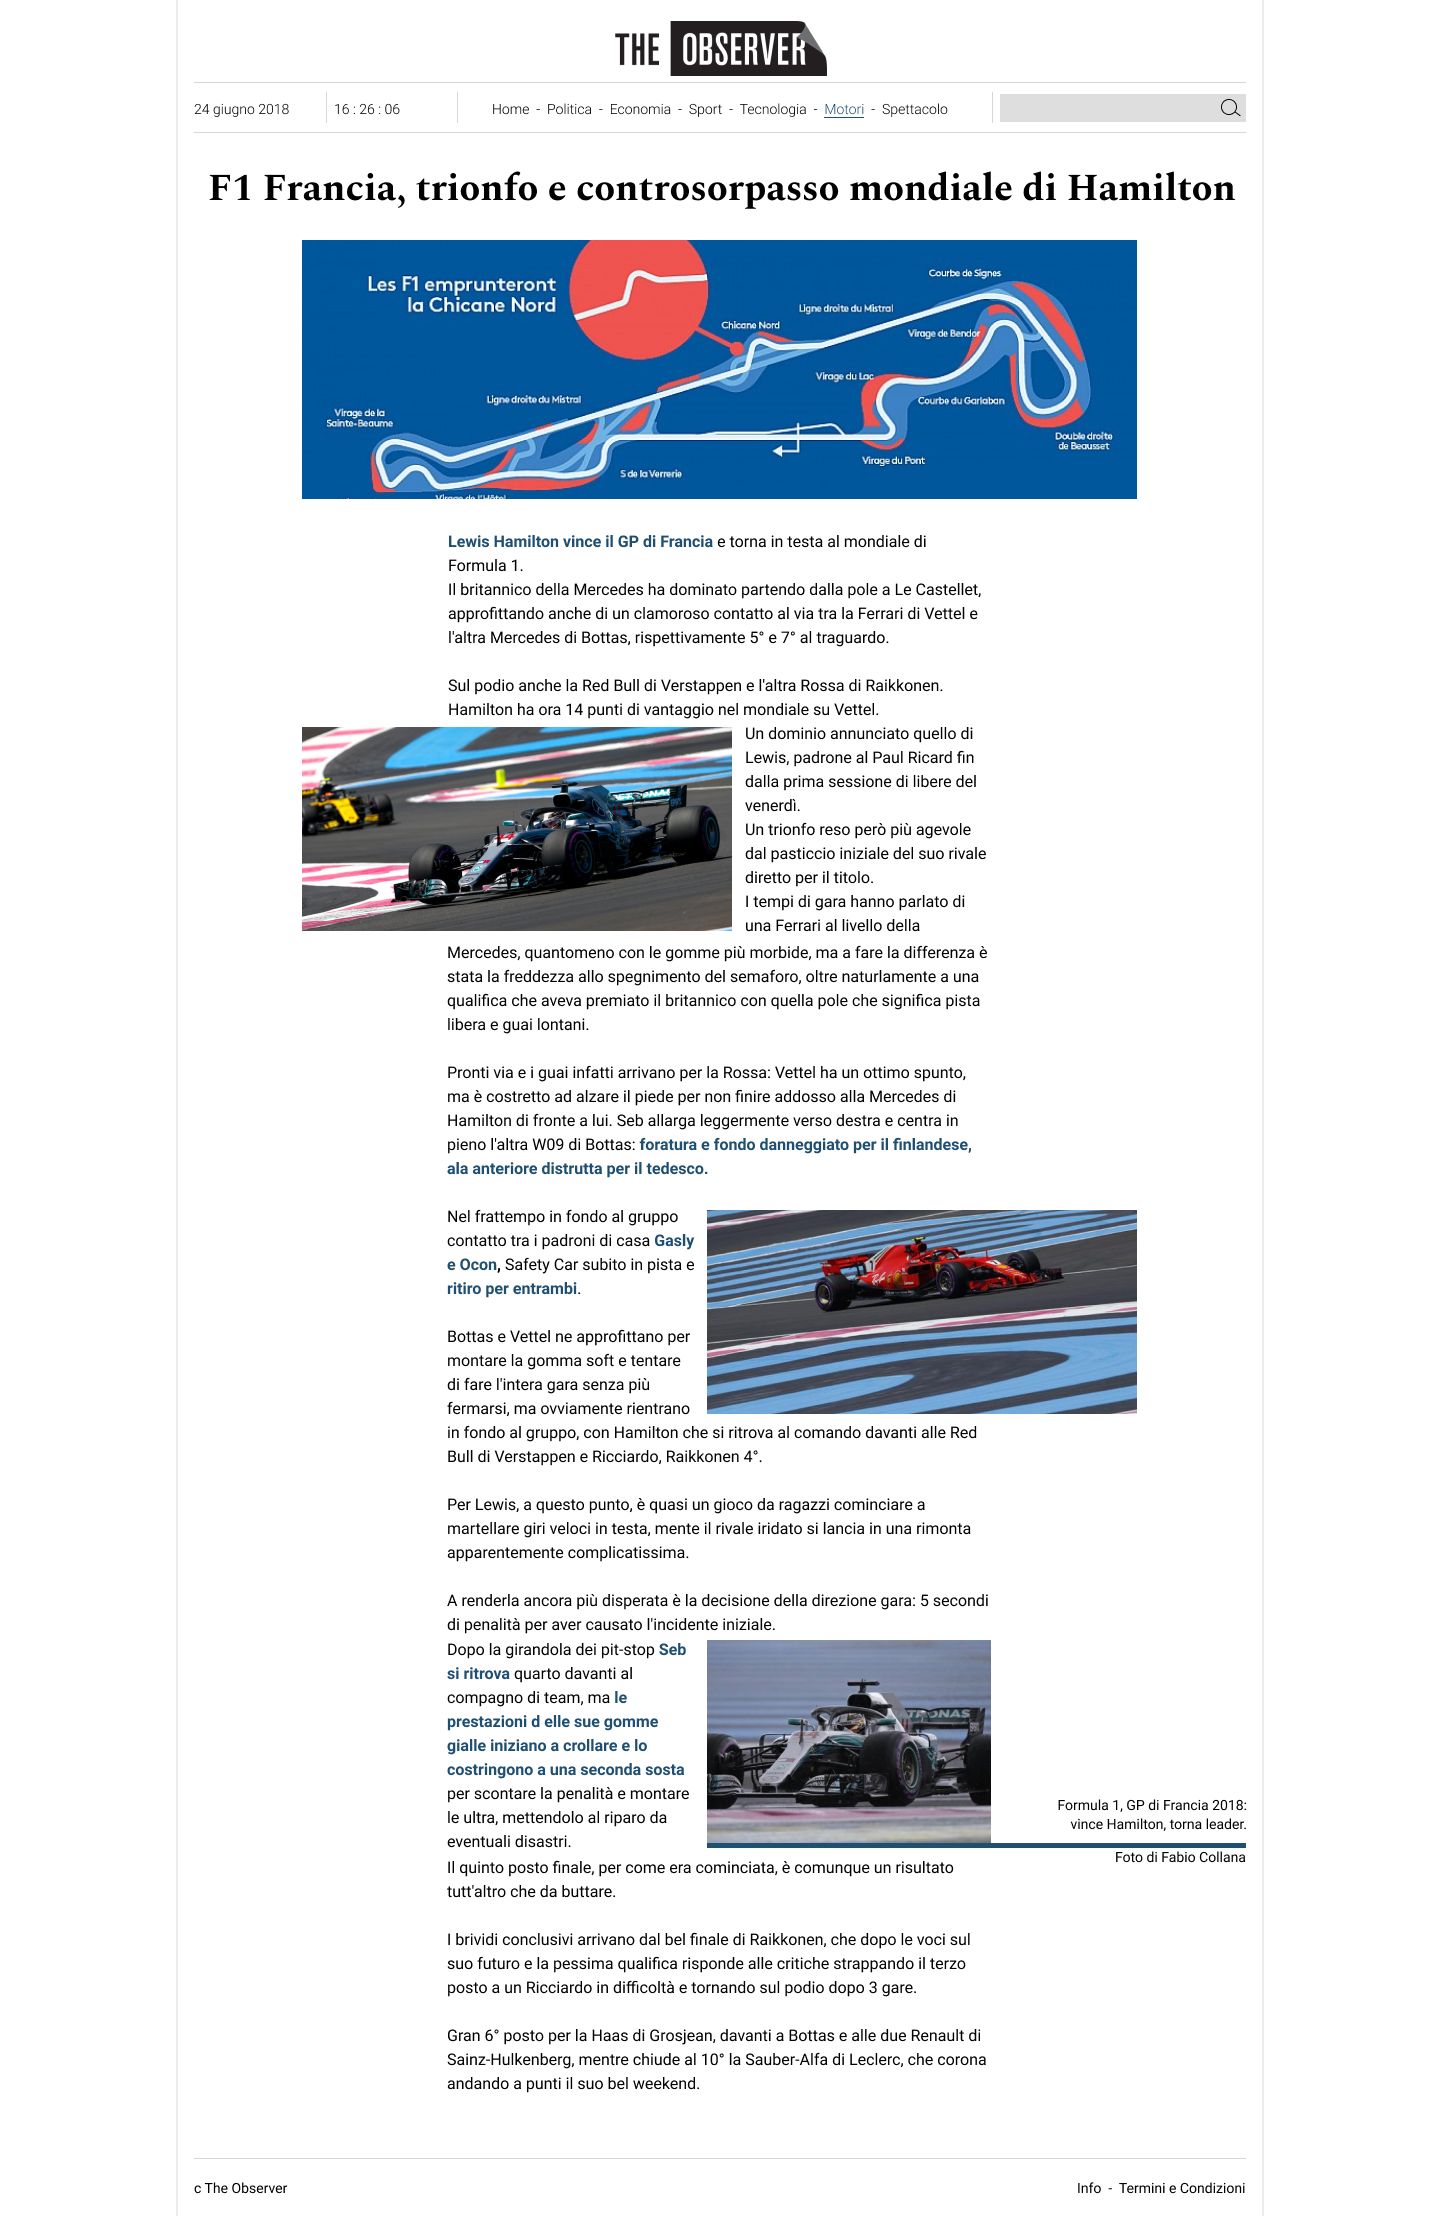 THE OBSERVER
24 giugno 2018
16 : 26 : 06
Home - Politica - Economia - Sport - Tecnologia - Motori - Spettacolo
F1 Francia, trionfo e controsorpasso mondiale di Hamilton
Les F1 emprunteront
la Chicane Nord
Courbe de Signes
Ligne droite du Mistral
Chicane Nord
Virage de Bendor
Virage du Lac
Ligne droite du Mistral
Courbe du Garlaban
Virage de la
Sainte-Beaume
Double droite
de Beausset
Virage du Pont
S de la Verrerie
Virage de l'Hôtel
Lewis Hamilton vince il GP di Francia e torna in testa al mondiale di
Formula 1.
Il britannico della Mercedes ha dominato partendo dalla pole a Le Castellet,
approfittando anche di un clamoroso contatto al via tra la Ferrari di Vettel e
l'altra Mercedes di Bottas, rispettivamente 5° e 7° al traguardo.
Sul podio anche la Red Bull di Verstappen e l'altra Rossa di Raikkonen.
Hamilton ha ora 14 punti di vantaggio nel mondiale su Vettel.
Un dominio annunciato quello di
Lewis, padrone al Paul Ricard fin
dalla prima sessione di libere del
venerdì.
Un trionfo reso però più agevole
dal pasticcio iniziale del suo rivale
diretto per il titolo.
I tempi di gara hanno parlato di
una Ferrari al livello della
Mercedes, quantomeno con le gomme più morbide, ma a fare la differenza è
stata la freddezza allo spegnimento del semaforo, oltre naturlamente a una
qualifica che aveva premiato il britannico con quella pole che significa pista
libera e guai lontani.
Pronti via e i guai infatti arrivano per la Rossa: Vettel ha un ottimo spunto,
ma è costretto ad alzare il piede per non finire addosso alla Mercedes di
Hamilton di fronte a lui. Seb allarga leggermente verso destra e centra in
pieno l'altra W09 di Bottas: foratura e fondo danneggiato per il finlandese,
ala anteriore distrutta per il tedesco.
Nel frattempo in fondo al gruppo
contatto tra i padroni di casa Gasly
e Ocon, Safety Car subito in pista e
ritiro per entrambi.
Bottas e Vettel ne approfittano per
montare la gomma soft e tentare
di fare l'intera gara senza più
fermarsi, ma ovviamente rientrano
in fondo al gruppo, con Hamilton che si ritrova al comando davanti alle Red
Bull di Verstappen e Ricciardo, Raikkonen 4°.
Per Lewis, a questo punto, è quasi un gioco da ragazzi cominciare a
martellare giri veloci in testa, mente il rivale iridato si lancia in una rimonta
apparentemente complicatissima.
A renderla ancora più disperata è la decisione della direzione gara: 5 secondi
di penalità per aver causato l'incidente iniziale.
Dopo la girandola dei pit-stop Seb
si ritrova quarto davanti al
compagno di team, ma le
prestazioni d elle sue gomme
gialle iniziano a crollare e lo
costringono a una seconda sosta
per scontare la penalità e montare
le ultra, mettendolo al riparo da
eventuali disastri.
PETRONAS
Formula 1, GP di Francia 2018:
vince Hamilton, torna leader.
Foto di Fabio Collana
Il quinto posto finale, per come era cominciata, è comunque un risultato
tutt'altro che da buttare.
I brividi conclusivi arrivano dal bel finale di Raikkonen, che dopo le voci sul
suo futuro e la pessima qualifica risponde alle critiche strappando il terzo
posto a un Ricciardo in difficoltà e tornando sul podio dopo 3 gare.
Gran 6° posto per la Haas di Grosjean, davanti a Bottas e alle due Renault di
Sainz-Hulkenberg, mentre chiude al 10° la Sauber-Alfa di Leclerc, che corona
andando a punti il suo bel weekend.
c The Observer
Info - Termini e Condizioni